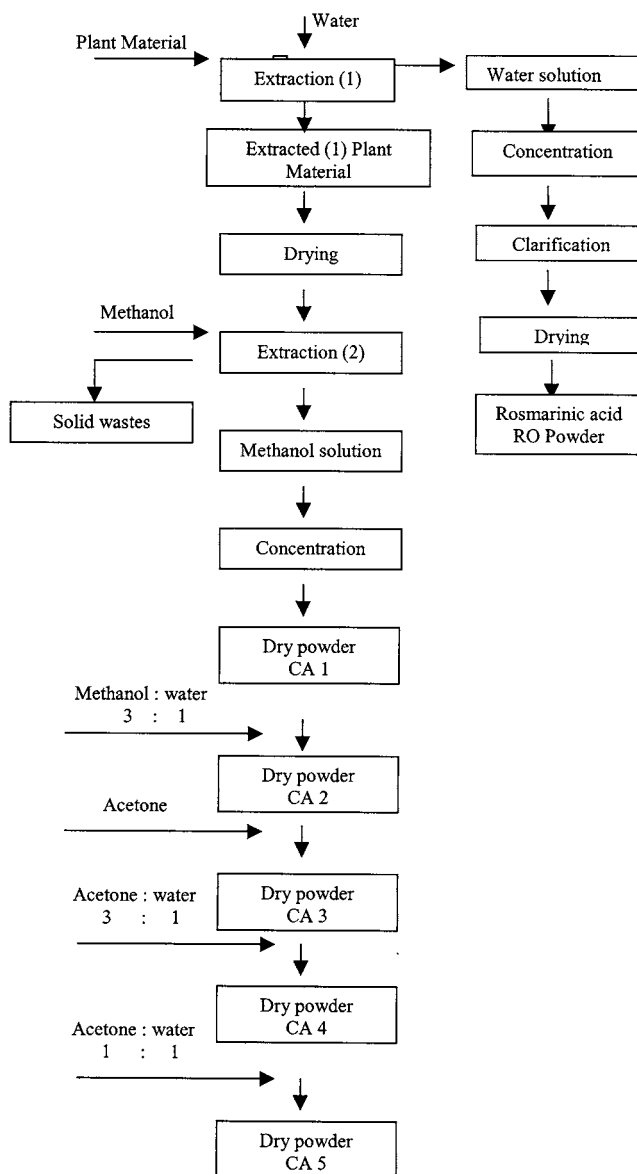 Water
Plant Material
Extraction (1)
Water solution
Extracted (1) Plant
Material
Concentration
Drying
Clarification
Methanol
Extraction (2)
Drying
Solid wastes
Rosmarinic acid
RO Powder
Methanol solution
Concentration
Dry powder
CA 1
Methanol : water
3 : 1
Dry powder
CA 2
Acetone
Dry powder
CA 3
Acetone : water
3 : 1
Dry powder
CA 4
Acetone : water
1 : 1
Dry powder
CA 5